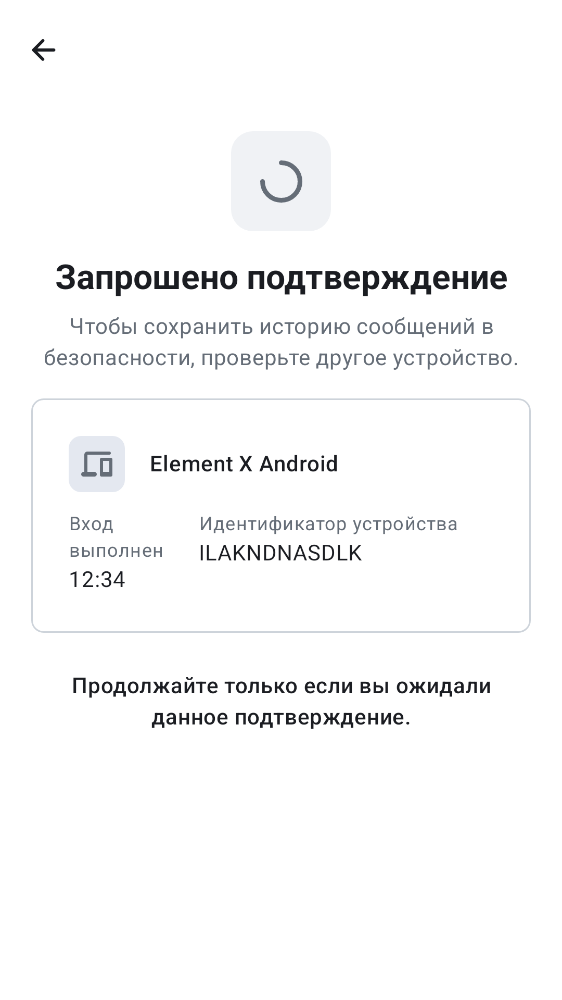 Запрошено подтверждение
Чтобы сохранить историю сообщений в
безопасности, проверьте другое устройство.
Element X Android
Вход
выполнен
12:34
Идентификатор устройства
ILAKNDNASDLK
Продолжайте только если вы ожидали
данное подтверждение.